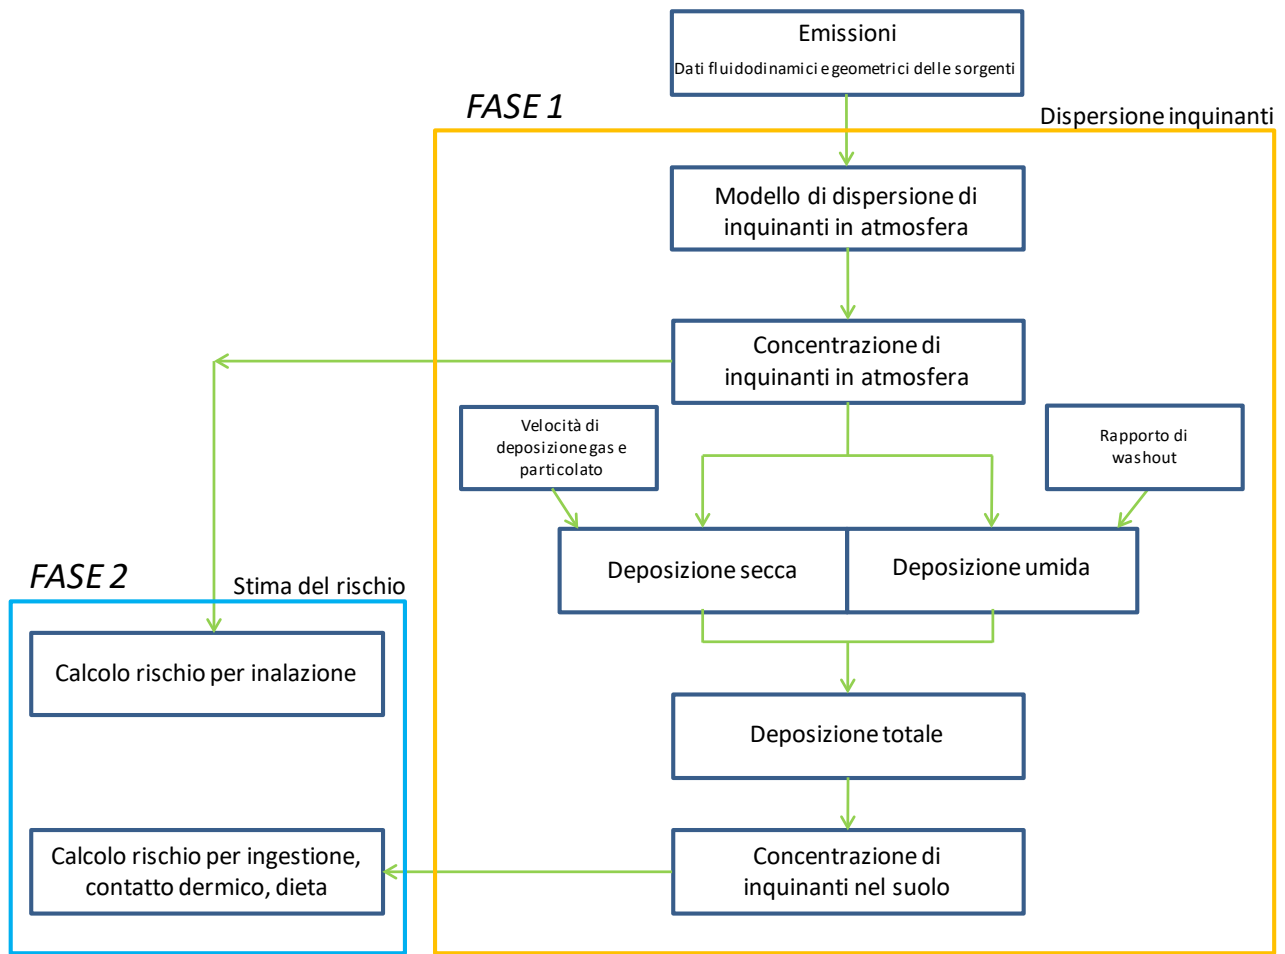 Emissioni
Dati fluidodinamici e geometrici delle sorgenti
FASE 1
Dispersione inquinanti
Modello di dispersione di
inquinanti in atmosfera
Concentrazione di
inquinanti in atmosfera
Velocità di
deposizione gas e
particolato
Rapporto di
washout
Deposizione secca
Deposizione umida
FASE 2
Stima del rischio
Calcolo rischio per inalazione
Deposizione totale
Calcolo rischio per ingestione,
contatto dermico, dieta
Concentrazione di
inquinanti nel suolo